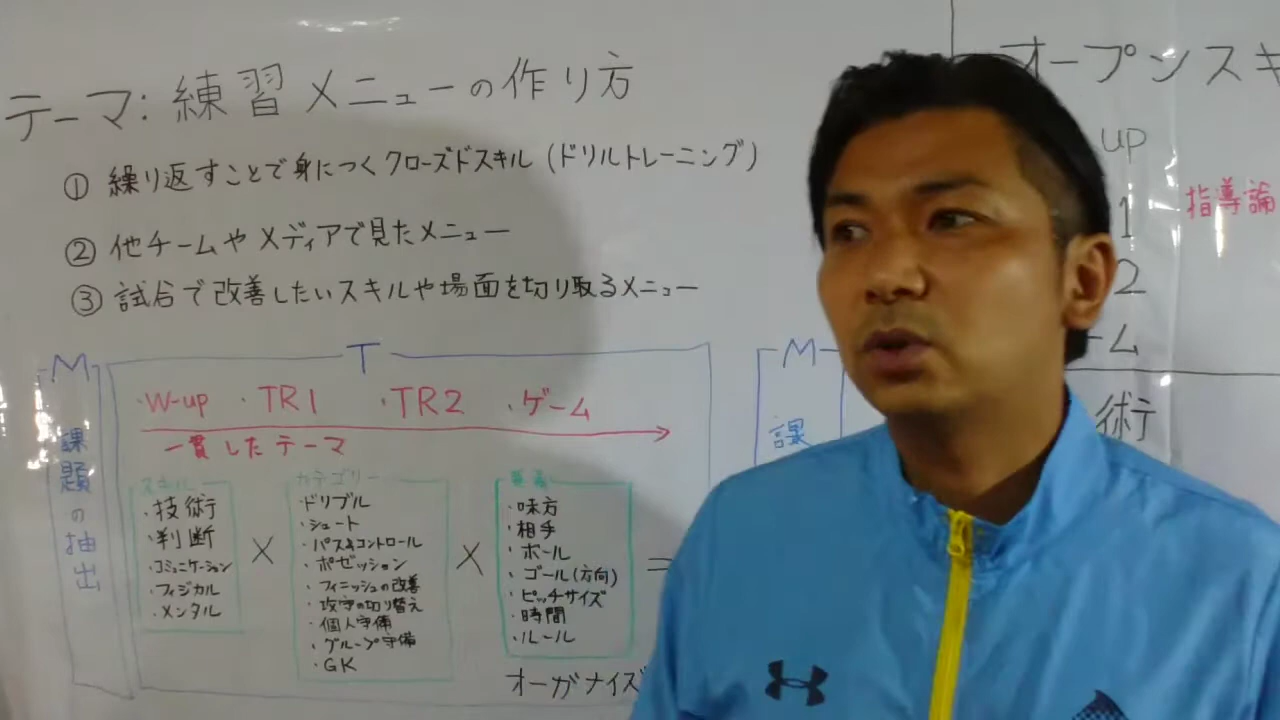 テーマ:練習メニューの作り方
① 繰り返すことで身につくクローズドスキル(ドリルトレーニング)
② 他チームやメディアで見たメニュー
③ 試合で改善したいスキルや場面を切り取るメニュー
M
課題の抽出
T
・W-up ・TR1 ・TR2 ・ゲーム
一貫したテーマ
スキル
・技術
・判断
・コミュニケーション
・フィジカル
・メンタル
×
カテゴリー
・ドリブル
・シュート
・パス&コントロール
・ポゼッション
・フィニッシュの改善
・攻守の切り替え
・個人守備
・グループ守備
・GK
×
・味方
・相手
・ボール
・ゴール(方向)
・ピッチサイズ
・時間
・ルール
=
オーガナイズ
M
課
オープンスキ
up
1
2
ーム
指導論
術